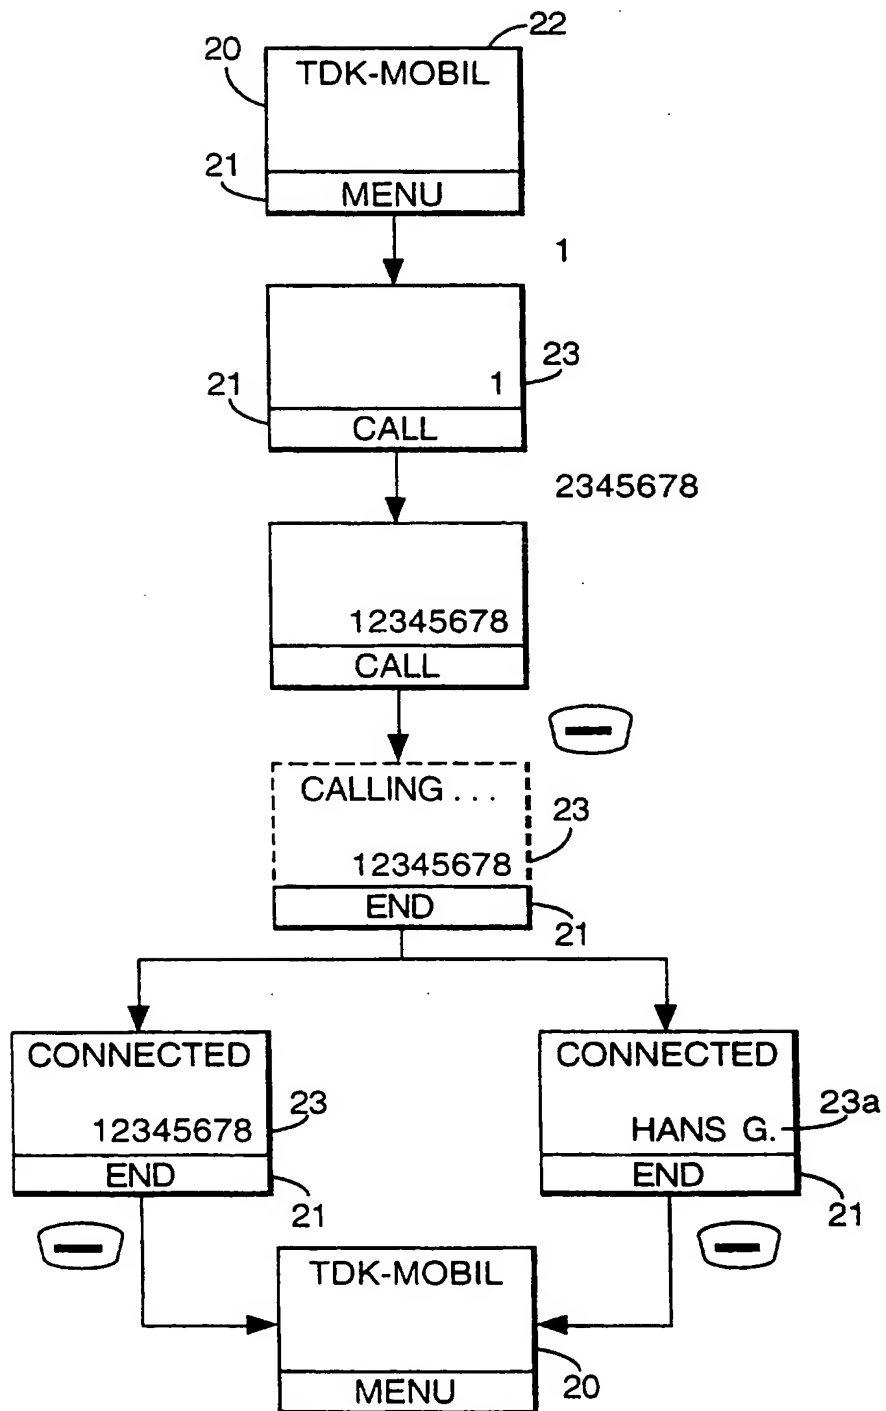 22
20
TDK-MOBIL
21
MENU
1
23
1
21
CALL
2345678
12345678
CALL
CALLING . . .
23
12345678
END
21
CONNECTED
CONNECTED
23
23a
12345678
HANS G.
END
END
21
21
TDK-MOBIL
20
MENU